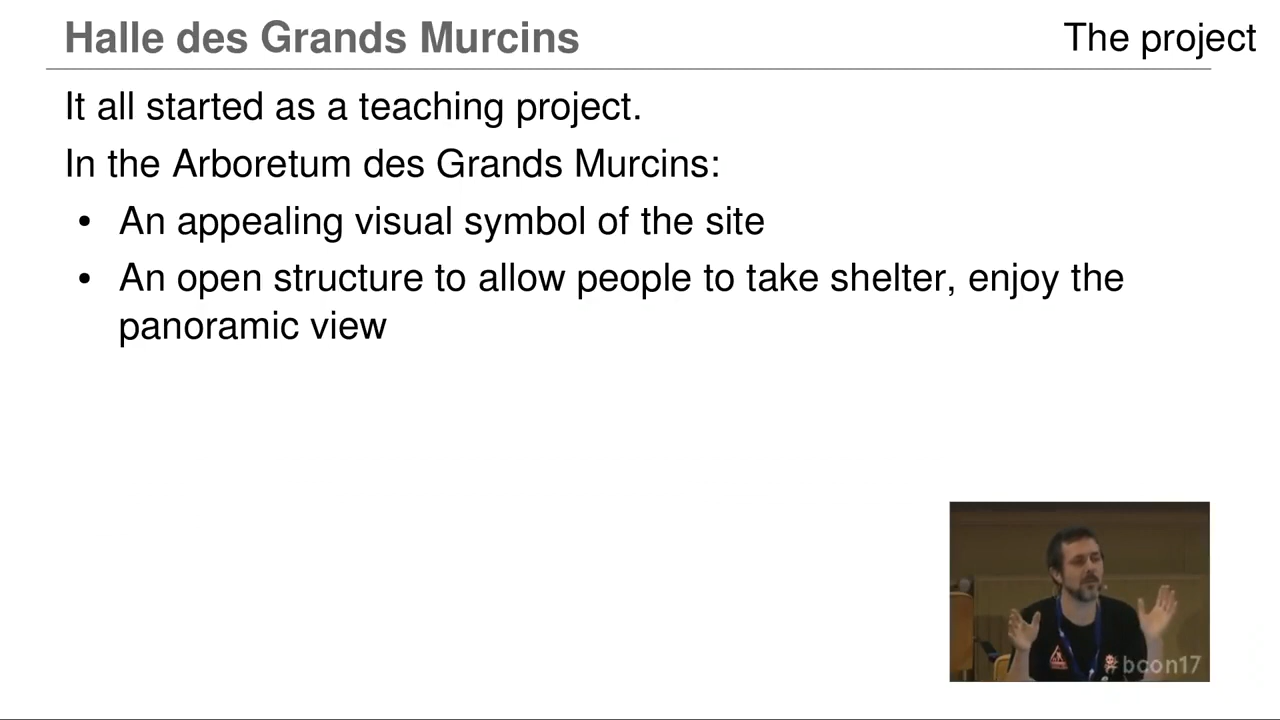 Halle des Grands Murcins
The project
It all started as a teaching project.
In the Arboretum des Grands Murcins:
• An appealing visual symbol of the site
• An open structure to allow people to take shelter, enjoy the
panoramic view
#bcon17